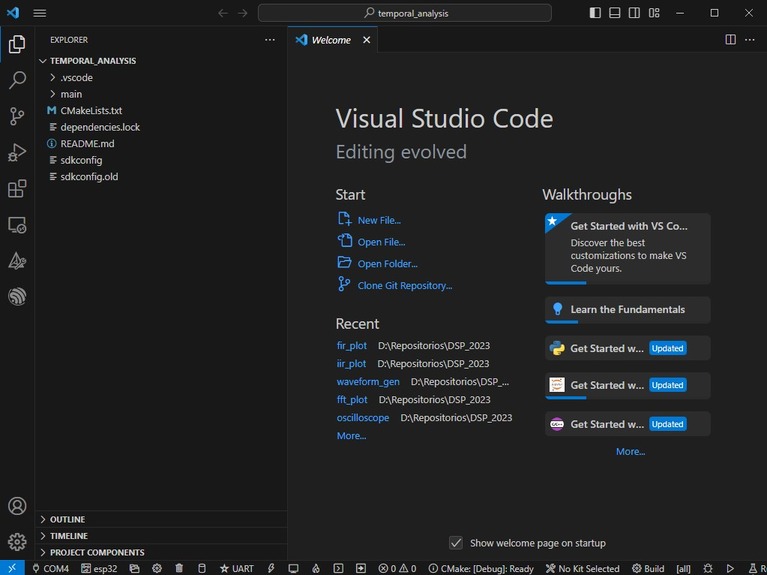 temporal_analysis
EXPLORER
TEMPORAL_ANALYSIS
.vscode
main
CMakeLists.txt
dependencies.lock
README.md
sdkconfig
sdkconfig.old
OUTLINE
TIMELINE
PROJECT COMPONENTS
Welcome
Visual Studio Code
Editing evolved
Start
New File...
Open File...
Open Folder...
Clone Git Repository...
Recent
fir_plot D:\Repositorios\DSP_2023
iir_plot D:\Repositorios\DSP_2023
waveform_gen D:\Repositorios\DSP_...
fft_plot D:\Repositorios\DSP_2023
oscilloscope D:\Repositorios\DSP_2023
More...
Walkthroughs
Get Started with VS Co...
Discover the best
customizations to make VS
Code yours.
Learn the Fundamentals
Get Started w... Updated
Get Started w... Updated
Get Started w... Updated
More...
Show welcome page on startup
COM4 esp32 UART 0 0 CMake: [Debug]: Ready No Kit Selected Build [all]